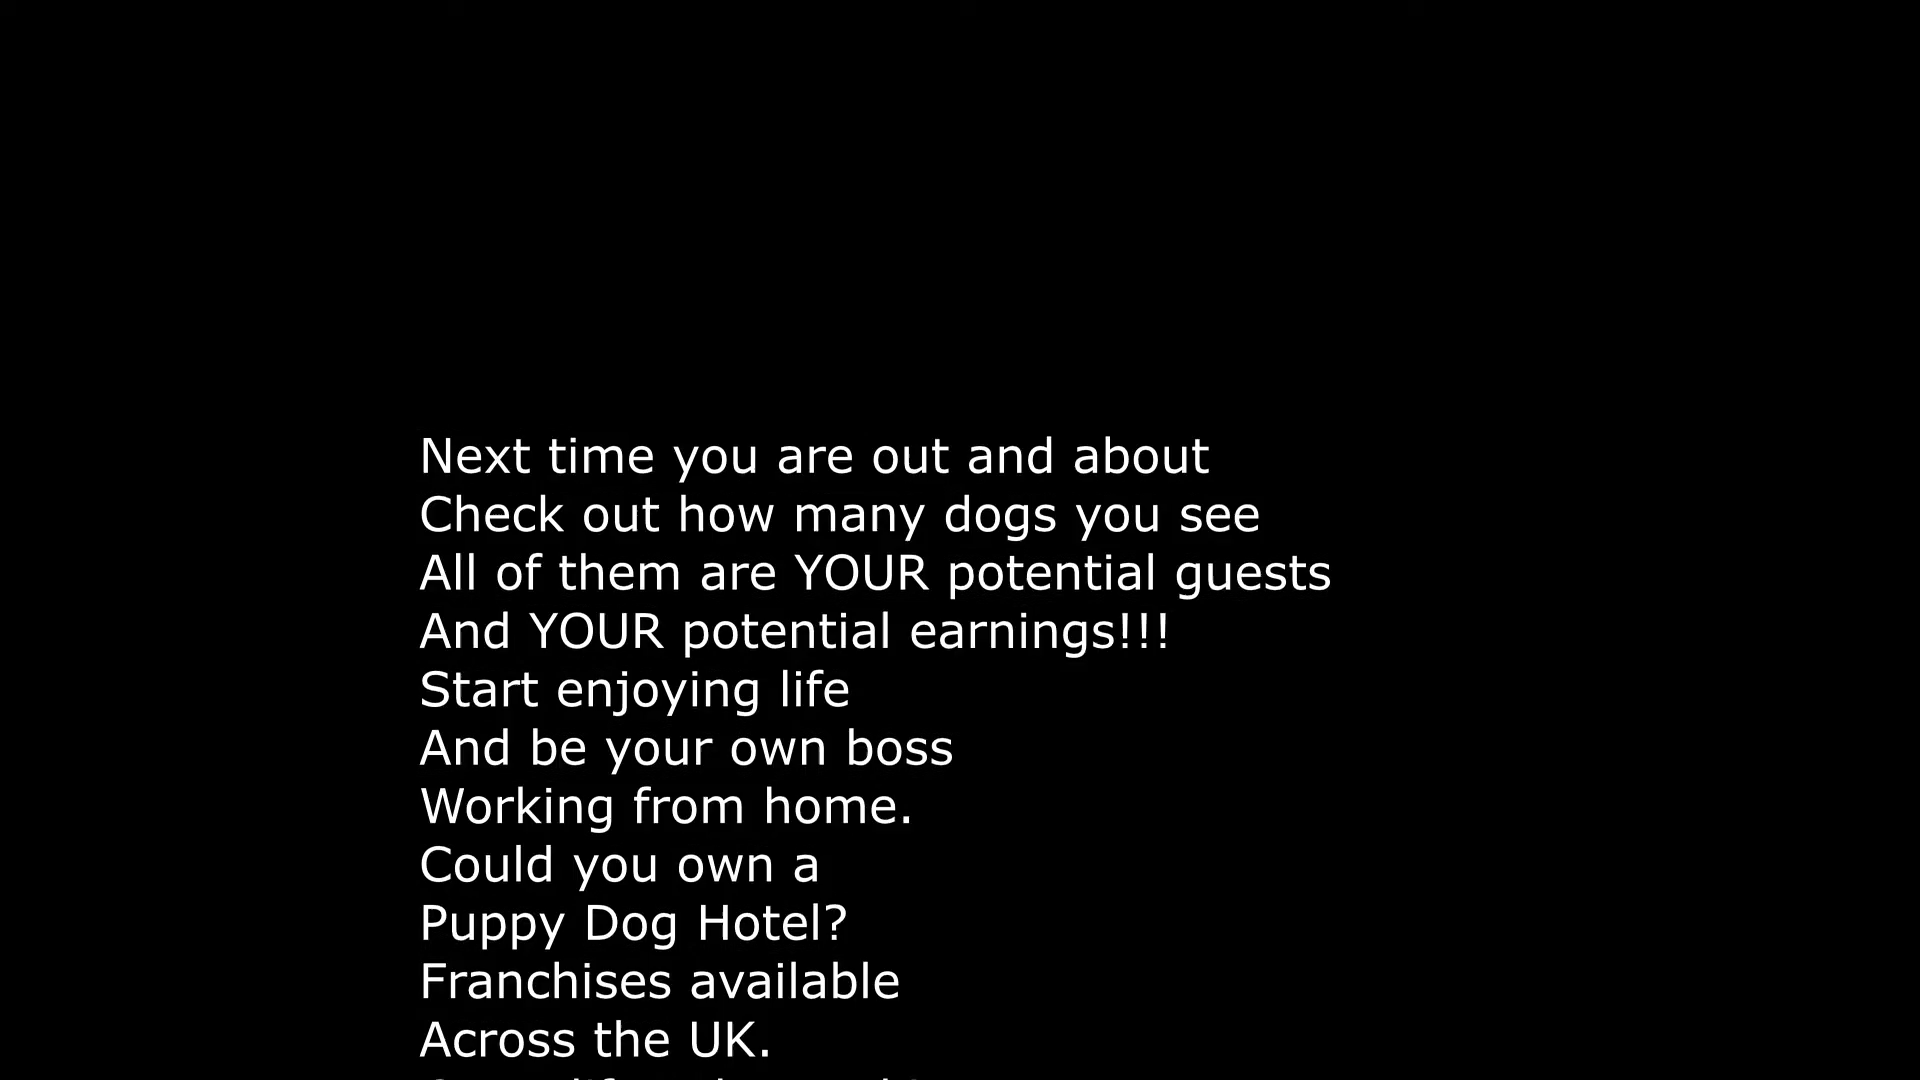 Next time you are out and about
Check out how many dogs you see
All of them are YOUR potential guests
And YOUR potential earnings!!!
Start enjoying life
And be your own boss
Working from home.
Could you own a
Puppy Dog Hotel?
Franchises available
Across the UK.